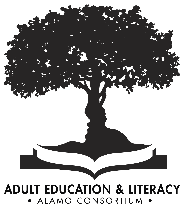 ADULT EDUCATION & LITERACY
• ALAMO CONSORTIUM •